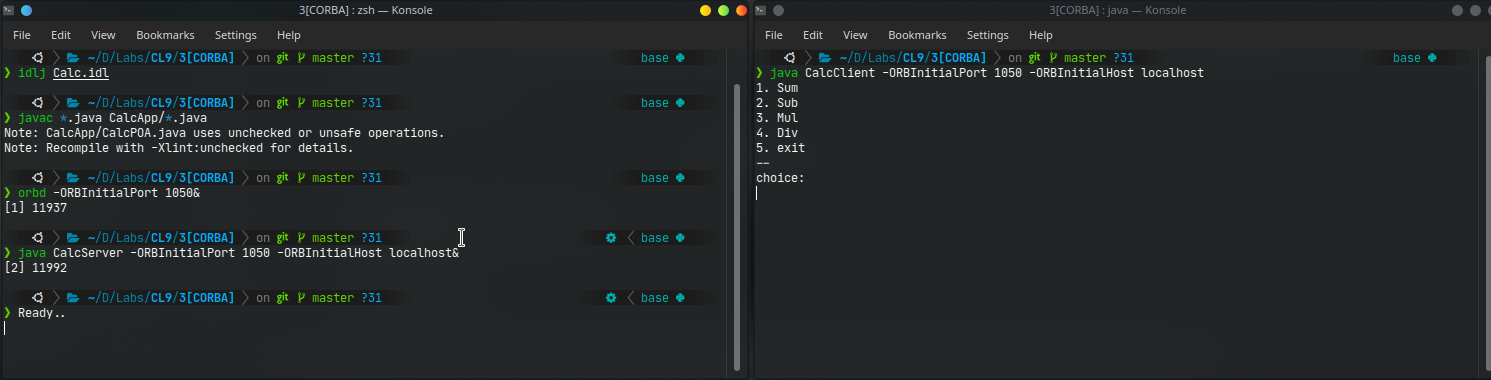 3[CORBA] : zsh — Konsole
File Edit View Bookmarks Settings Help
~/D/Labs/CL9/3[CORBA] on git master ?31 base
❯ idlj Calc.idl
~/D/Labs/CL9/3[CORBA] on git master ?31 base
❯ javac *.java CalcApp/*.java
Note: CalcApp/CalcPOA.java uses unchecked or unsafe operations.
Note: Recompile with -Xlint:unchecked for details.
~/D/Labs/CL9/3[CORBA] on git master ?31 base
❯ orbd -ORBInitialPort 1050&
[1] 11937
~/D/Labs/CL9/3[CORBA] on git master ?31 base
❯ java CalcServer -ORBInitialPort 1050 -ORBInitialHost localhost&
[2] 11992
~/D/Labs/CL9/3[CORBA] on git master ?31 base
❯ Ready..
3[CORBA] : java — Konsole
File Edit View Bookmarks Settings Help
~/D/Labs/CL9/3[CORBA] on git master ?31 base
❯ java CalcClient -ORBInitialPort 1050 -ORBInitialHost localhost
1. Sum
2. Sub
3. Mul
4. Div
5. exit
--
choice: